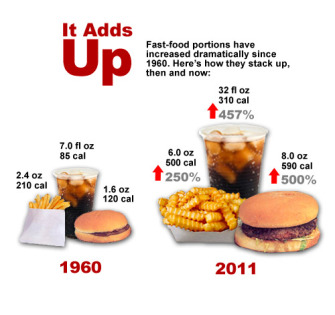 It Adds
Up
Fast-food portions have
increased dramatically since
1960. Here's how they stack up,
then and now:
32 fl oz
310 cal
457%
7.0 fl oz
85 cal
6.0 oz
500 cal
250%
8.0 oz
590 cal
500%
2.4 oz
210 cal
1.6 oz
120 cal
1960
2011